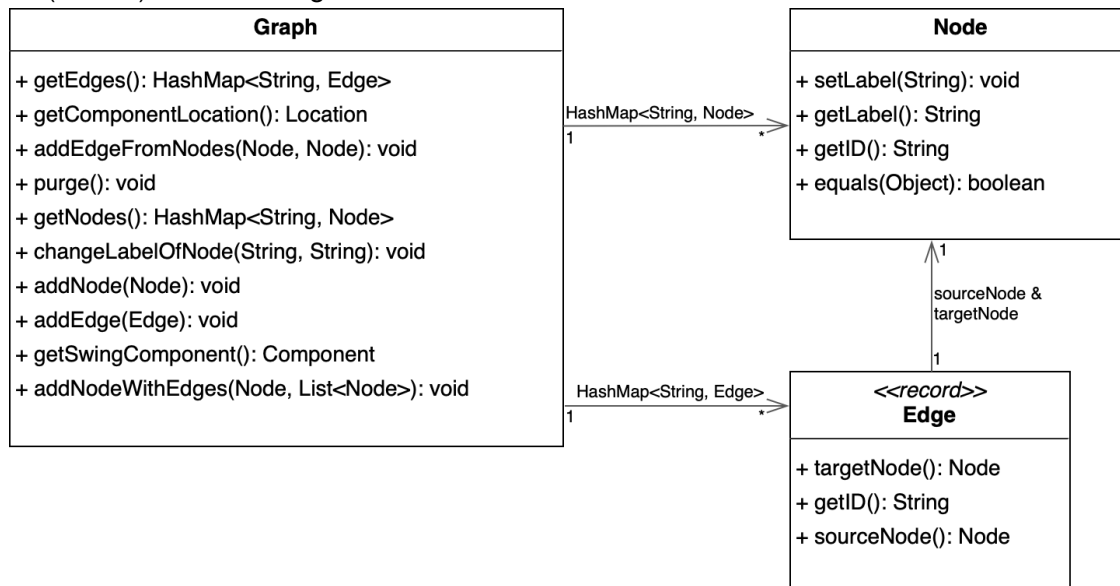 Graph
+ getEdges(): HashMap<String, Edge>
+ getComponentLocation(): Location
+ addEdgeFromNodes(Node, Node): void
+ purge(): void
+ getNodes(): HashMap<String, Node>
+ changeLabelOfNode(String, String): void
+ addNode(Node): void
+ addEdge(Edge): void
+ getSwingComponent(): Component
+ addNodeWithEdges(Node, List<Node>): void
HashMap<String, Node>
1
*
Node
+ setLabel(String): void
+ getLabel(): String
+ getID(): String
+ equals(Object): boolean
1
sourceNode &
targetNode
1
HashMap<String, Edge>
1
*
<<record>>
Edge
+ targetNode(): Node
+ getID(): String
+ sourceNode(): Node